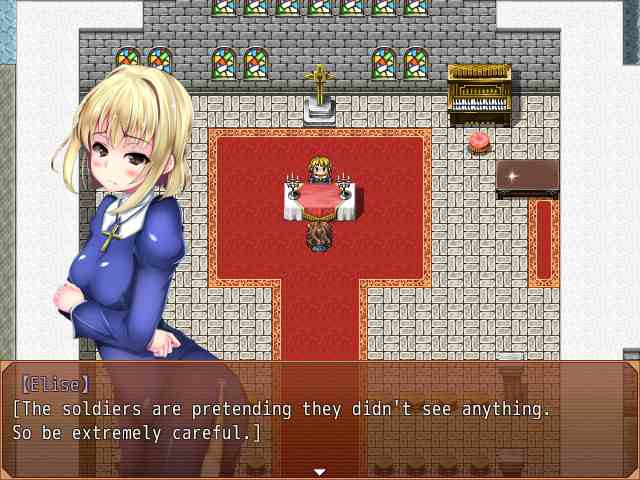 【Elise】
[The soldiers are pretending they didn't see anything.
So be extremely careful.]